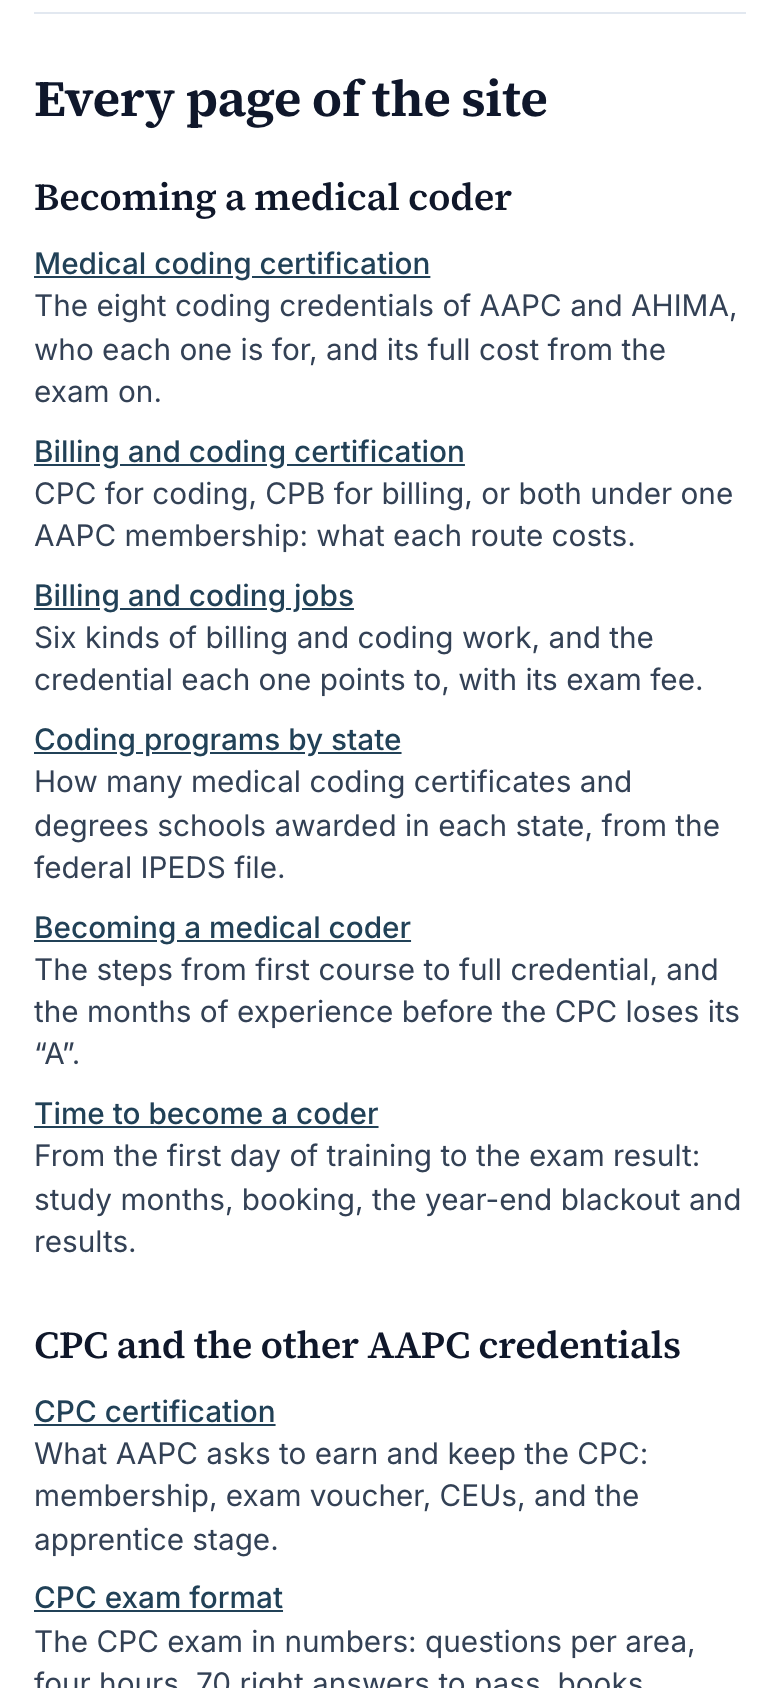 Every page of the site
Becoming a medical coder
Medical coding certification
The eight coding credentials of AAPC and AHIMA,
who each one is for, and its full cost from the
exam on.
Billing and coding certification
CPC for coding, CPB for billing, or both under one
AAPC membership: what each route costs.
Billing and coding jobs
Six kinds of billing and coding work, and the
credential each one points to, with its exam fee.
Coding programs by state
How many medical coding certificates and
degrees schools awarded in each state, from the
federal IPEDS file.
Becoming a medical coder
The steps from first course to full credential, and
the months of experience before the CPC loses its
“A”.
Time to become a coder
From the first day of training to the exam result:
study months, booking, the year-end blackout and
results.
CPC and the other AAPC credentials
CPC certification
What AAPC asks to earn and keep the CPC:
membership, exam voucher, CEUs, and the
apprentice stage.
CPC exam format
The CPC exam in numbers: questions per area,
four hours, 70 right answers to pass, books